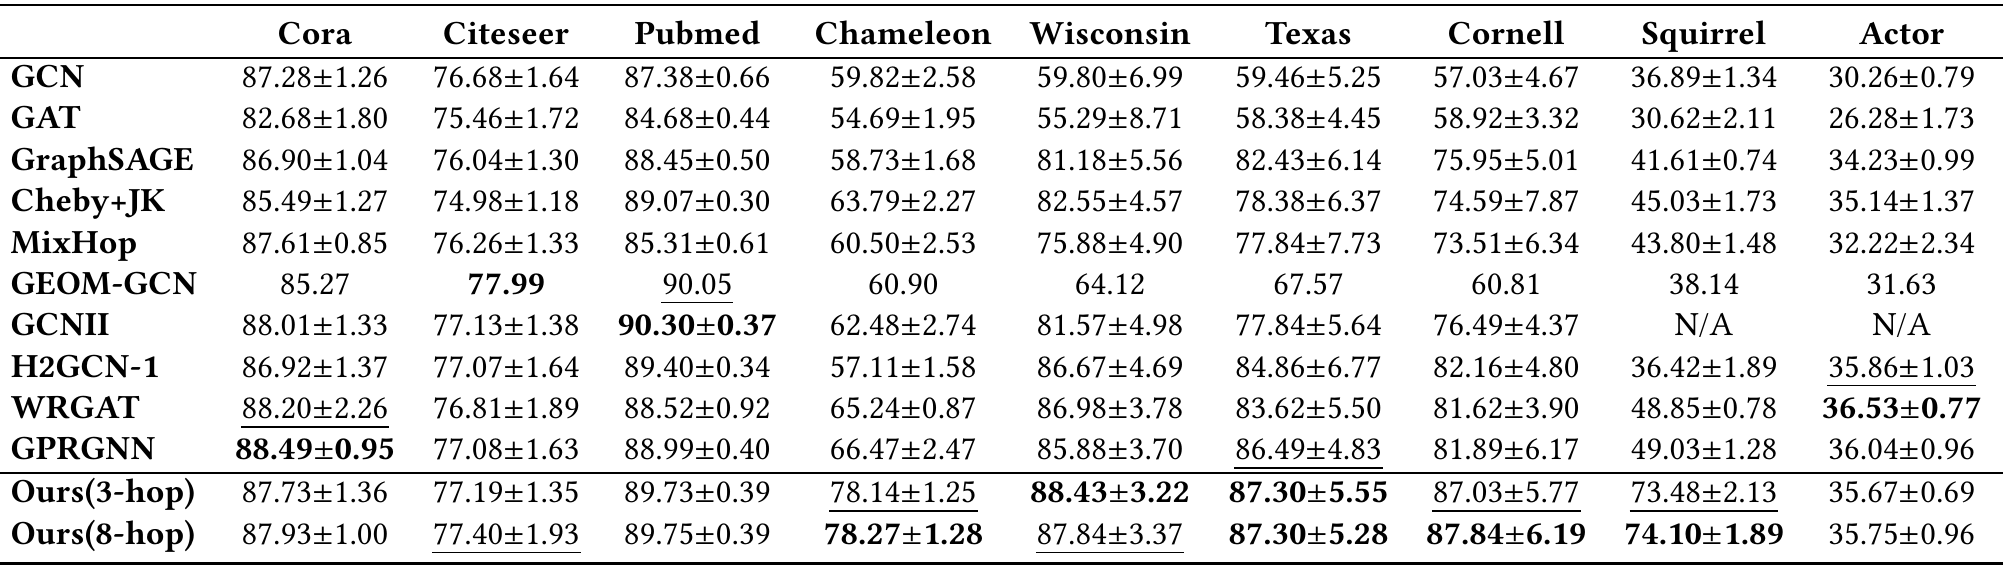 Cora Citeseer Pubmed Chameleon Wisconsin Texas Cornell Squirrel Actor
GCN 87.28±1.26 76.68±1.64 87.38±0.66 59.82±2.58 59.80±6.99 59.46±5.25 57.03±4.67 36.89±1.34 30.26±0.79
GAT 82.68±1.80 75.46±1.72 84.68±0.44 54.69±1.95 55.29±8.71 58.38±4.45 58.92±3.32 30.62±2.11 26.28±1.73
GraphSAGE 86.90±1.04 76.04±1.30 88.45±0.50 58.73±1.68 81.18±5.56 82.43±6.14 75.95±5.01 41.61±0.74 34.23±0.99
Cheby+JK 85.49±1.27 74.98±1.18 89.07±0.30 63.79±2.27 82.55±4.57 78.38±6.37 74.59±7.87 45.03±1.73 35.14±1.37
MixHop 87.61±0.85 76.26±1.33 85.31±0.61 60.50±2.53 75.88±4.90 77.84±7.73 73.51±6.34 43.80±1.48 32.22±2.34
GEOM-GCN 85.27 77.99 90.05 60.90 64.12 67.57 60.81 38.14 31.63
GCNII 88.01±1.33 77.13±1.38 90.30±0.37 62.48±2.74 81.57±4.98 77.84±5.64 76.49±4.37 N/A N/A
H2GCN-1 86.92±1.37 77.07±1.64 89.40±0.34 57.11±1.58 86.67±4.69 84.86±6.77 82.16±4.80 36.42±1.89 35.86±1.03
WRGAT 88.20±2.26 76.81±1.89 88.52±0.92 65.24±0.87 86.98±3.78 83.62±5.50 81.62±3.90 48.85±0.78 36.53±0.77
GPRGNN 88.49±0.95 77.08±1.63 88.99±0.40 66.47±2.47 85.88±3.70 86.49±4.83 81.89±6.17 49.03±1.28 36.04±0.96
Ours(3-hop) 87.73±1.36 77.19±1.35 89.73±0.39 78.14±1.25 88.43±3.22 87.30±5.55 87.03±5.77 73.48±2.13 35.67±0.69
Ours(8-hop) 87.93±1.00 77.40±1.93 89.75±0.39 78.27±1.28 87.84±3.37 87.30±5.28 87.84±6.19 74.10±1.89 35.75±0.96